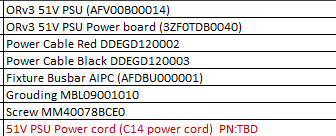 ORv3 51V PSU (AFV00B00014)
ORv3 51V PSU Power board (3ZF0TDB0040)
Power Cable Red DDEGD120002
Power Cable Black DDEGD120003
Fixture Busbar AIPC (AFDBU000001)
Grounding MBL09001010
Screw MM40078BCE0
51V PSU Power cord (C14 power cord)  PN:TBD